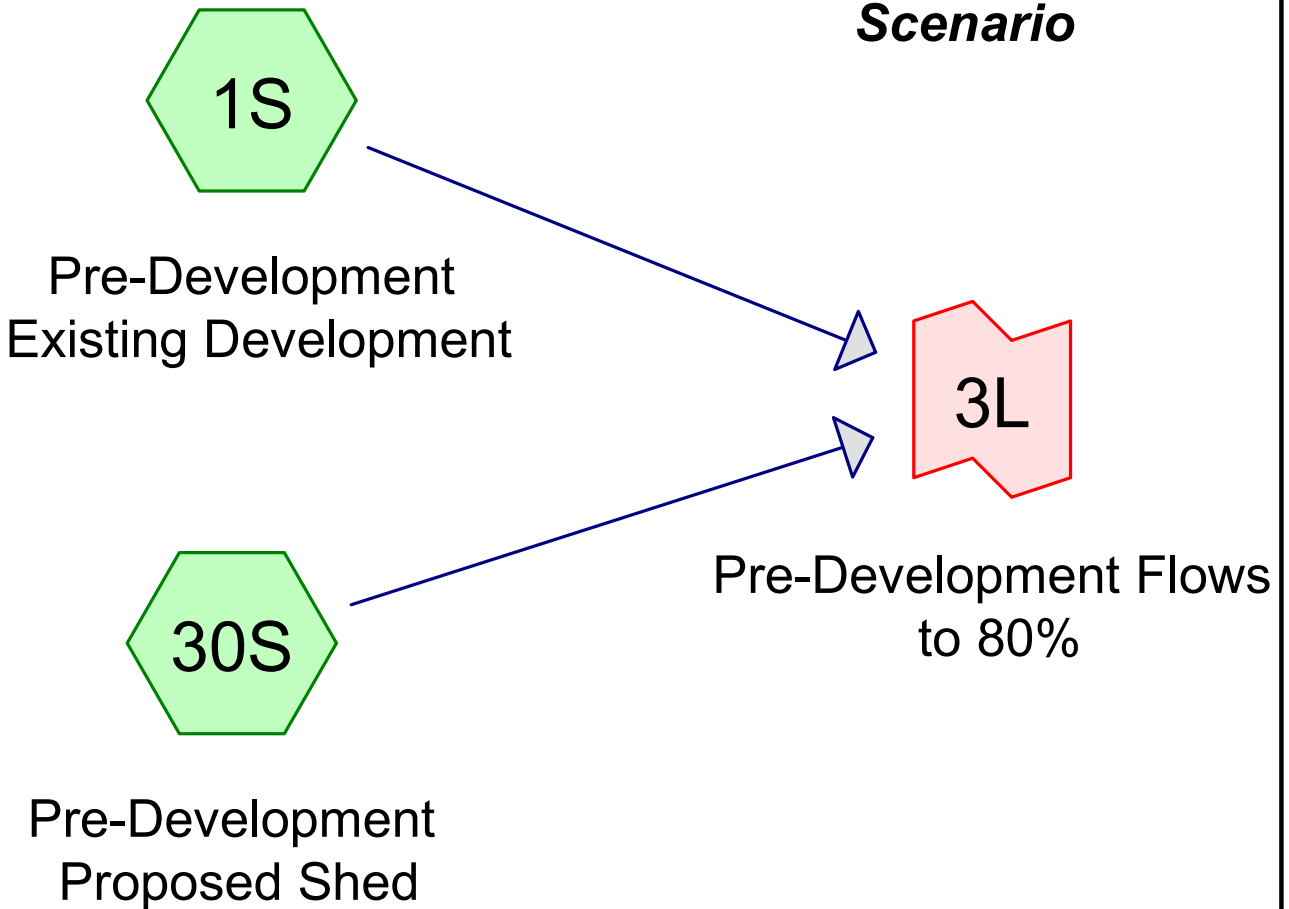 Scenario
1S
Pre-Development
Existing Development
3L
Pre-Development Flows
to 80%
30S
Pre-Development
Proposed Shed